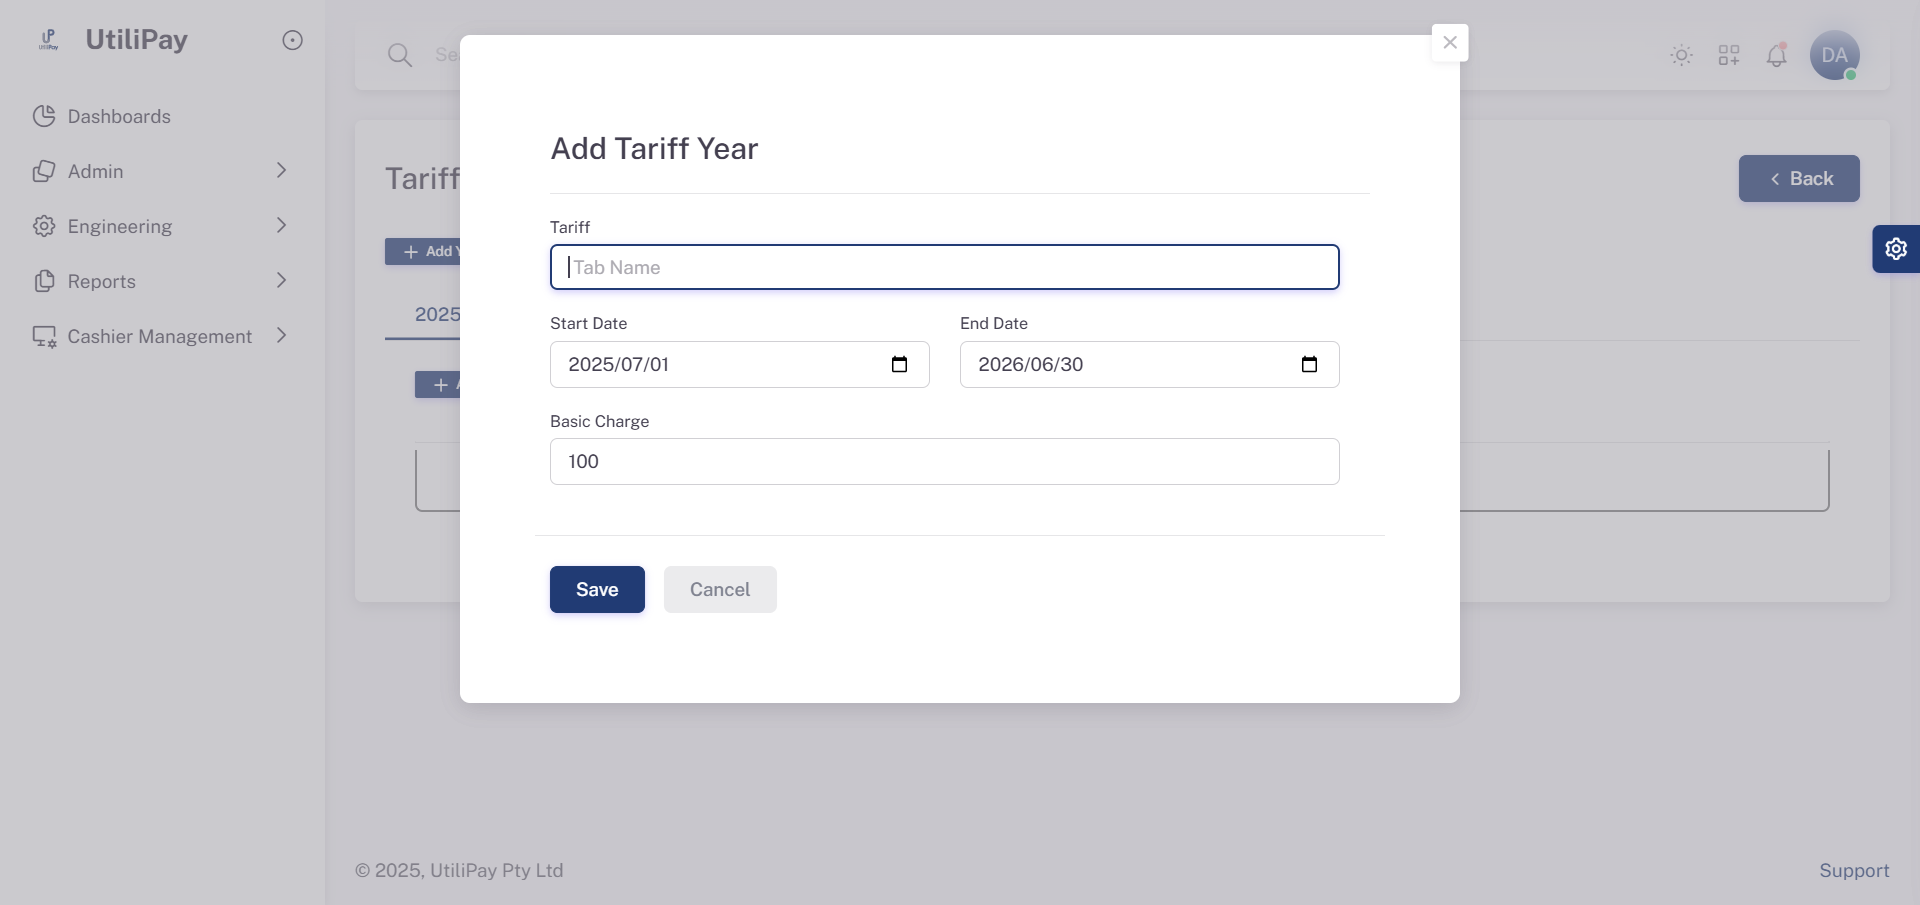 UtiliPay
Dashboards
Admin
Engineering
Reports
Cashier Management
Tariff
Back
Add
2025
Add Tariff Year
Tariff
Tab Name
Start Date
End Date
2025/07/01
2026/06/30
Basic Charge
100
Save
Cancel
DA
© 2025, UtiliPay Pty Ltd
Support